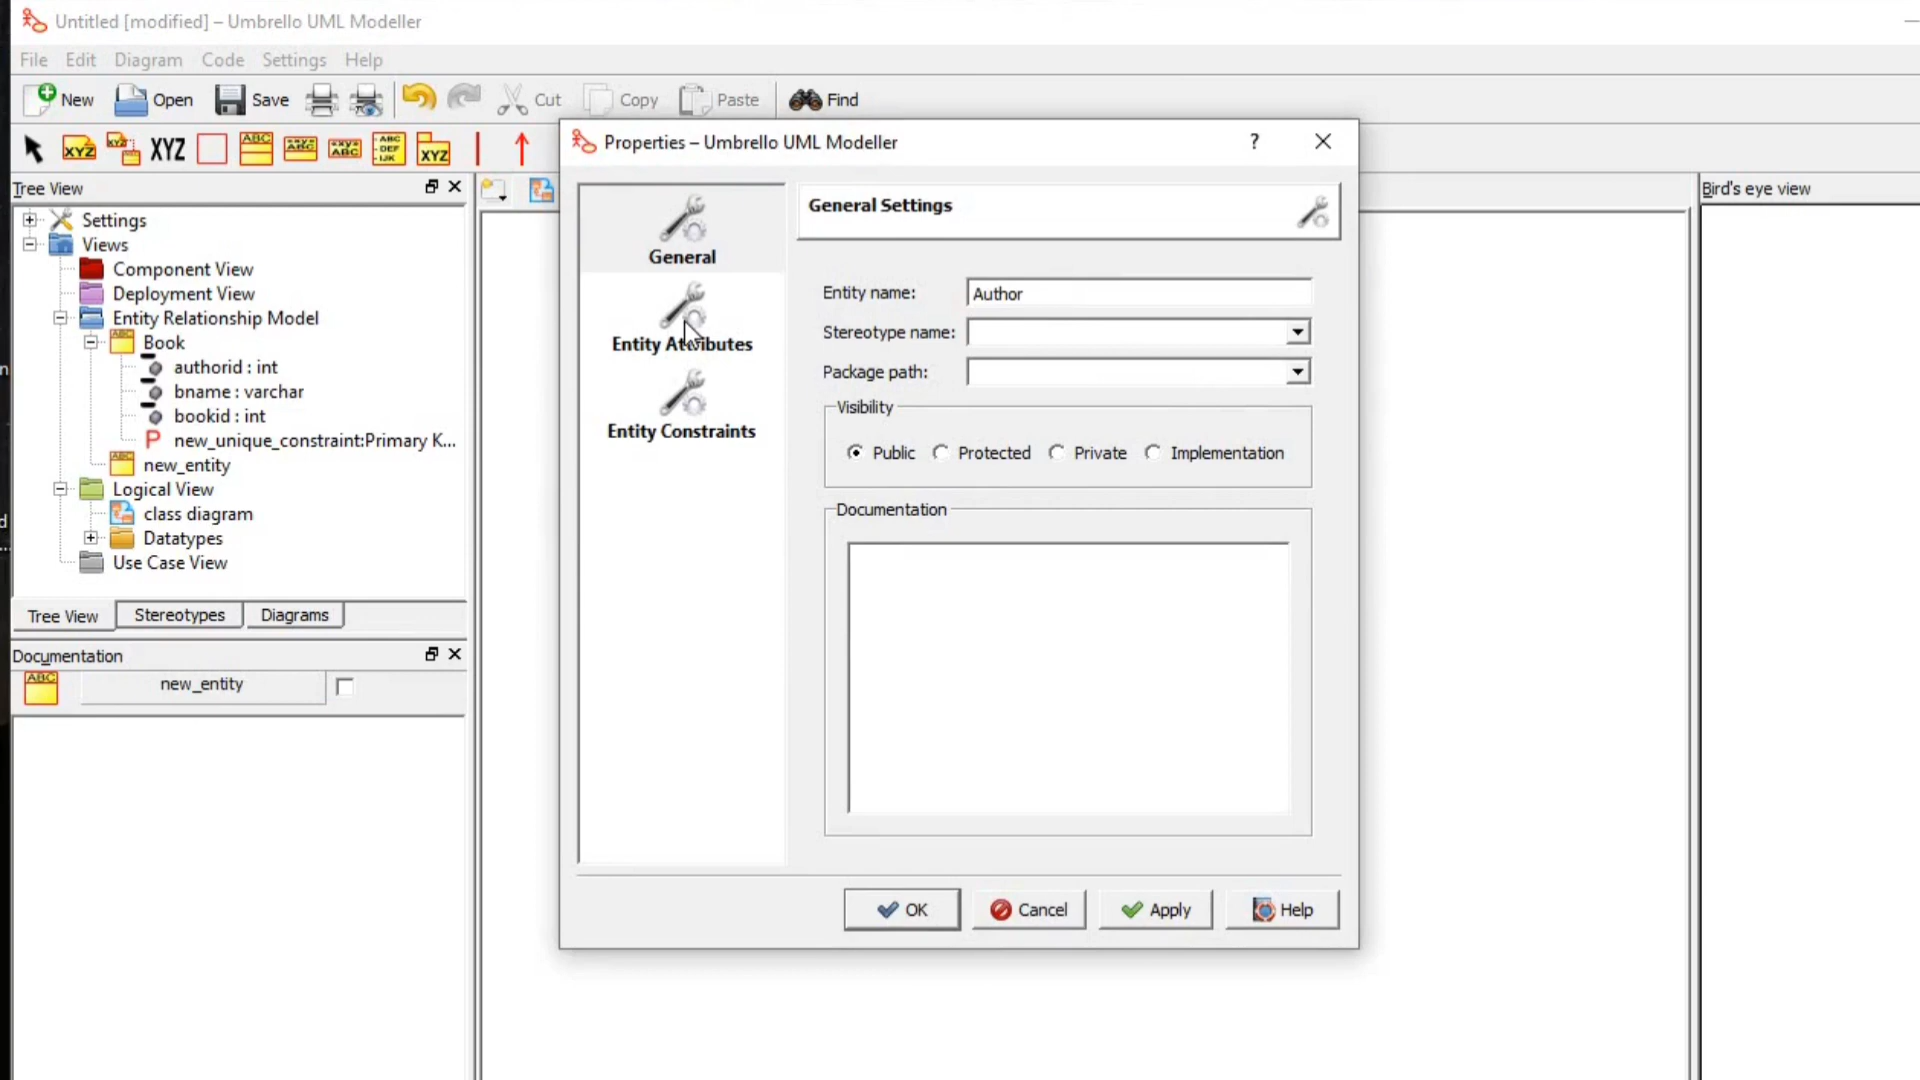 Untitled [modified] – Umbrello UML Modeller
File Edit Diagram Code Settings Help
New Open Save Cut Copy Paste Find
XYZ XYZ ABC XYZ
Properties – Umbrello UML Modeller ?
Tree View
Bird's eye view
Settings
Views
Component View
Deployment View
Entity Relationship Model
Book
authorid : int
bname : varchar
bookid : int
new_unique_constraint:Primary K...
new_entity
Logical View
class diagram
Datatypes
Use Case View
Tree View Stereotypes Diagrams
Documentation
ABC new_entity
General
Entity Attributes
Entity Constraints
General Settings
Entity name: Author
Stereotype name:
Package path:
Visibility
Public Protected Private Implementation
Documentation
OK Cancel Apply Help